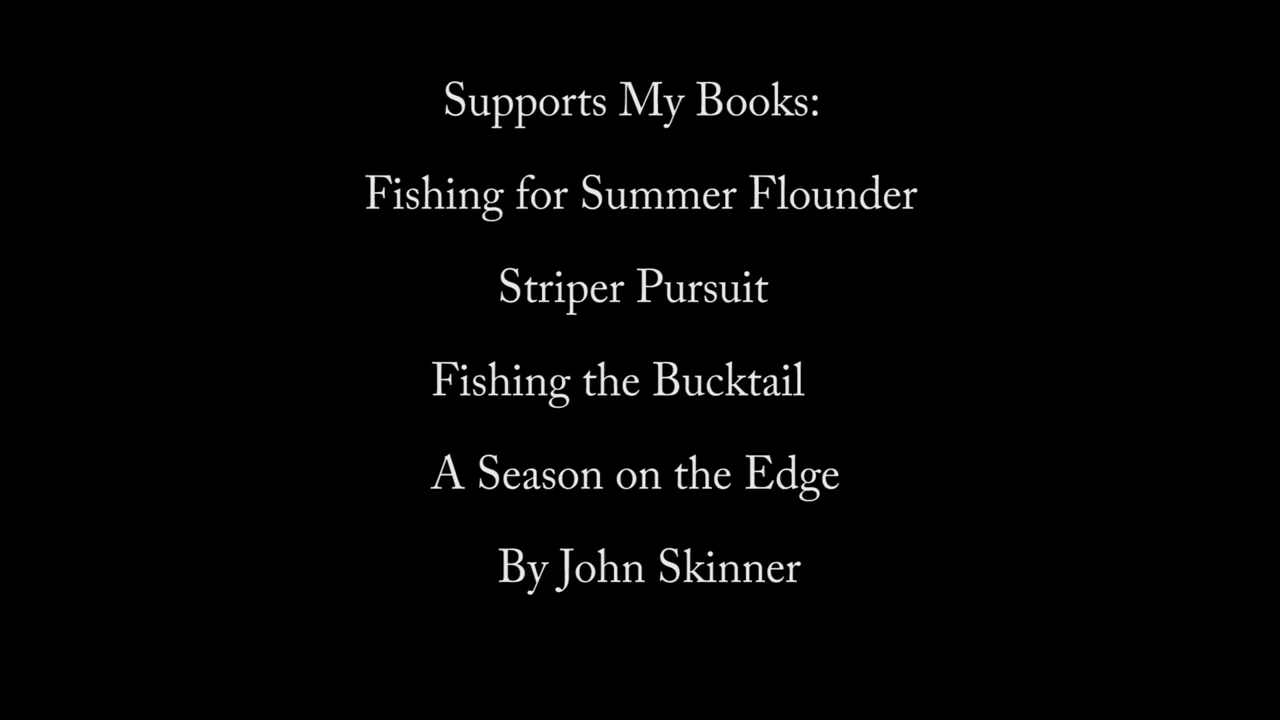 Supports My Books:
Fishing for Summer Flounder
Striper Pursuit
Fishing the Bucktail
A Season on the Edge
By John Skinner